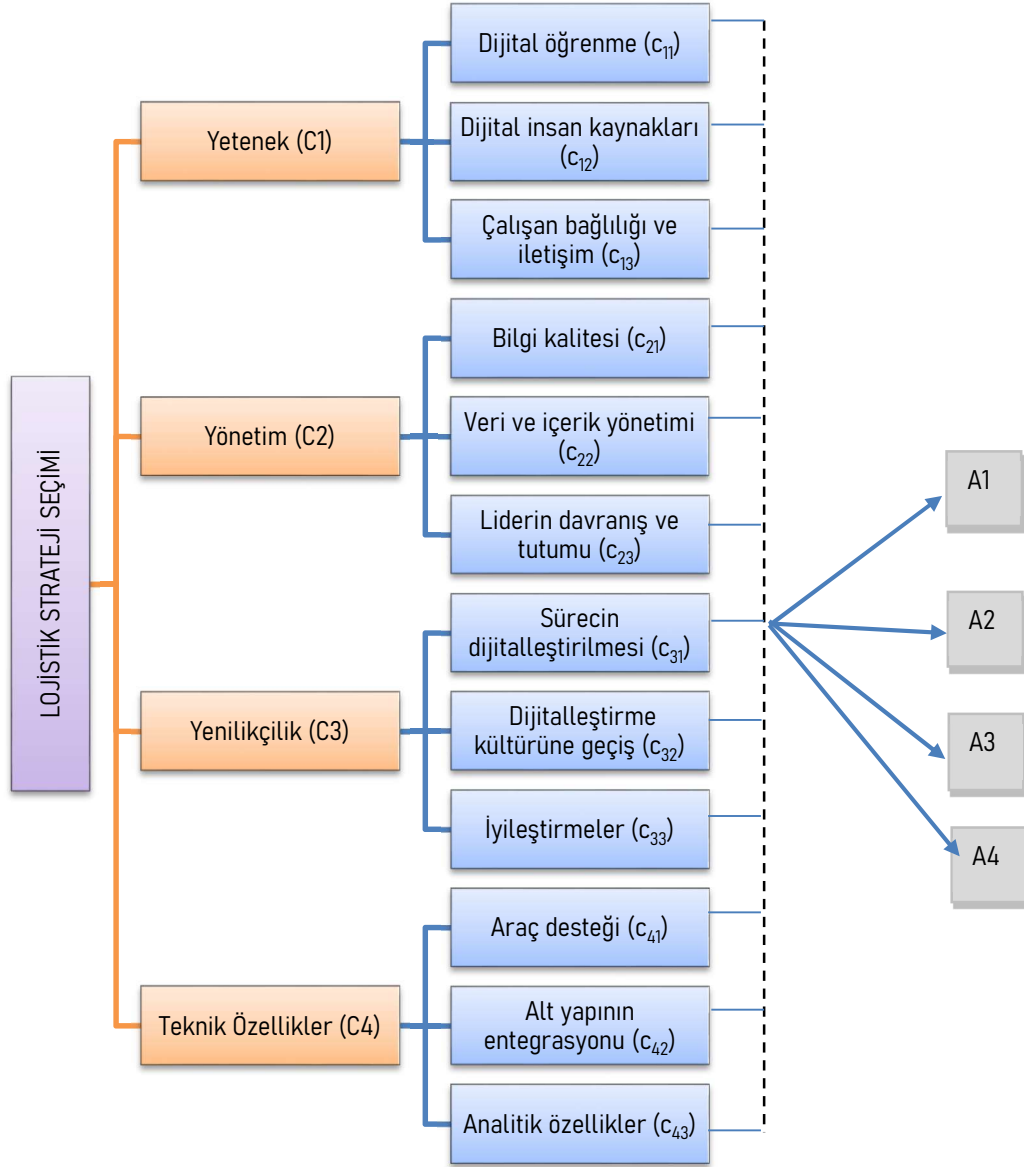 LOJİSTİK STRATEJİ SEÇİMİ
Yetenek (C1)
Dijital öğrenme (c₁₁)
Dijital insan kaynakları
(c₁₂)
Çalışan bağlılığı ve
iletişim (c₁₃)
Yönetim (C2)
Bilgi kalitesi (c₂₁)
Veri ve içerik yönetimi
(c₂₂)
Liderin davranış ve
tutumu (c₂₃)
Yenilikçilik (C3)
Sürecin
dijitalleştirilmesi (c₃₁)
Dijitalleştirme
kültürüne geçiş (c₃₂)
İyileştirmeler (c₃₃)
Teknik Özellikler (C4)
Araç desteği (c₄₁)
Alt yapının
entegrasyonu (c₄₂)
Analitik özellikler (c₄₃)
A1
A2
A3
A4